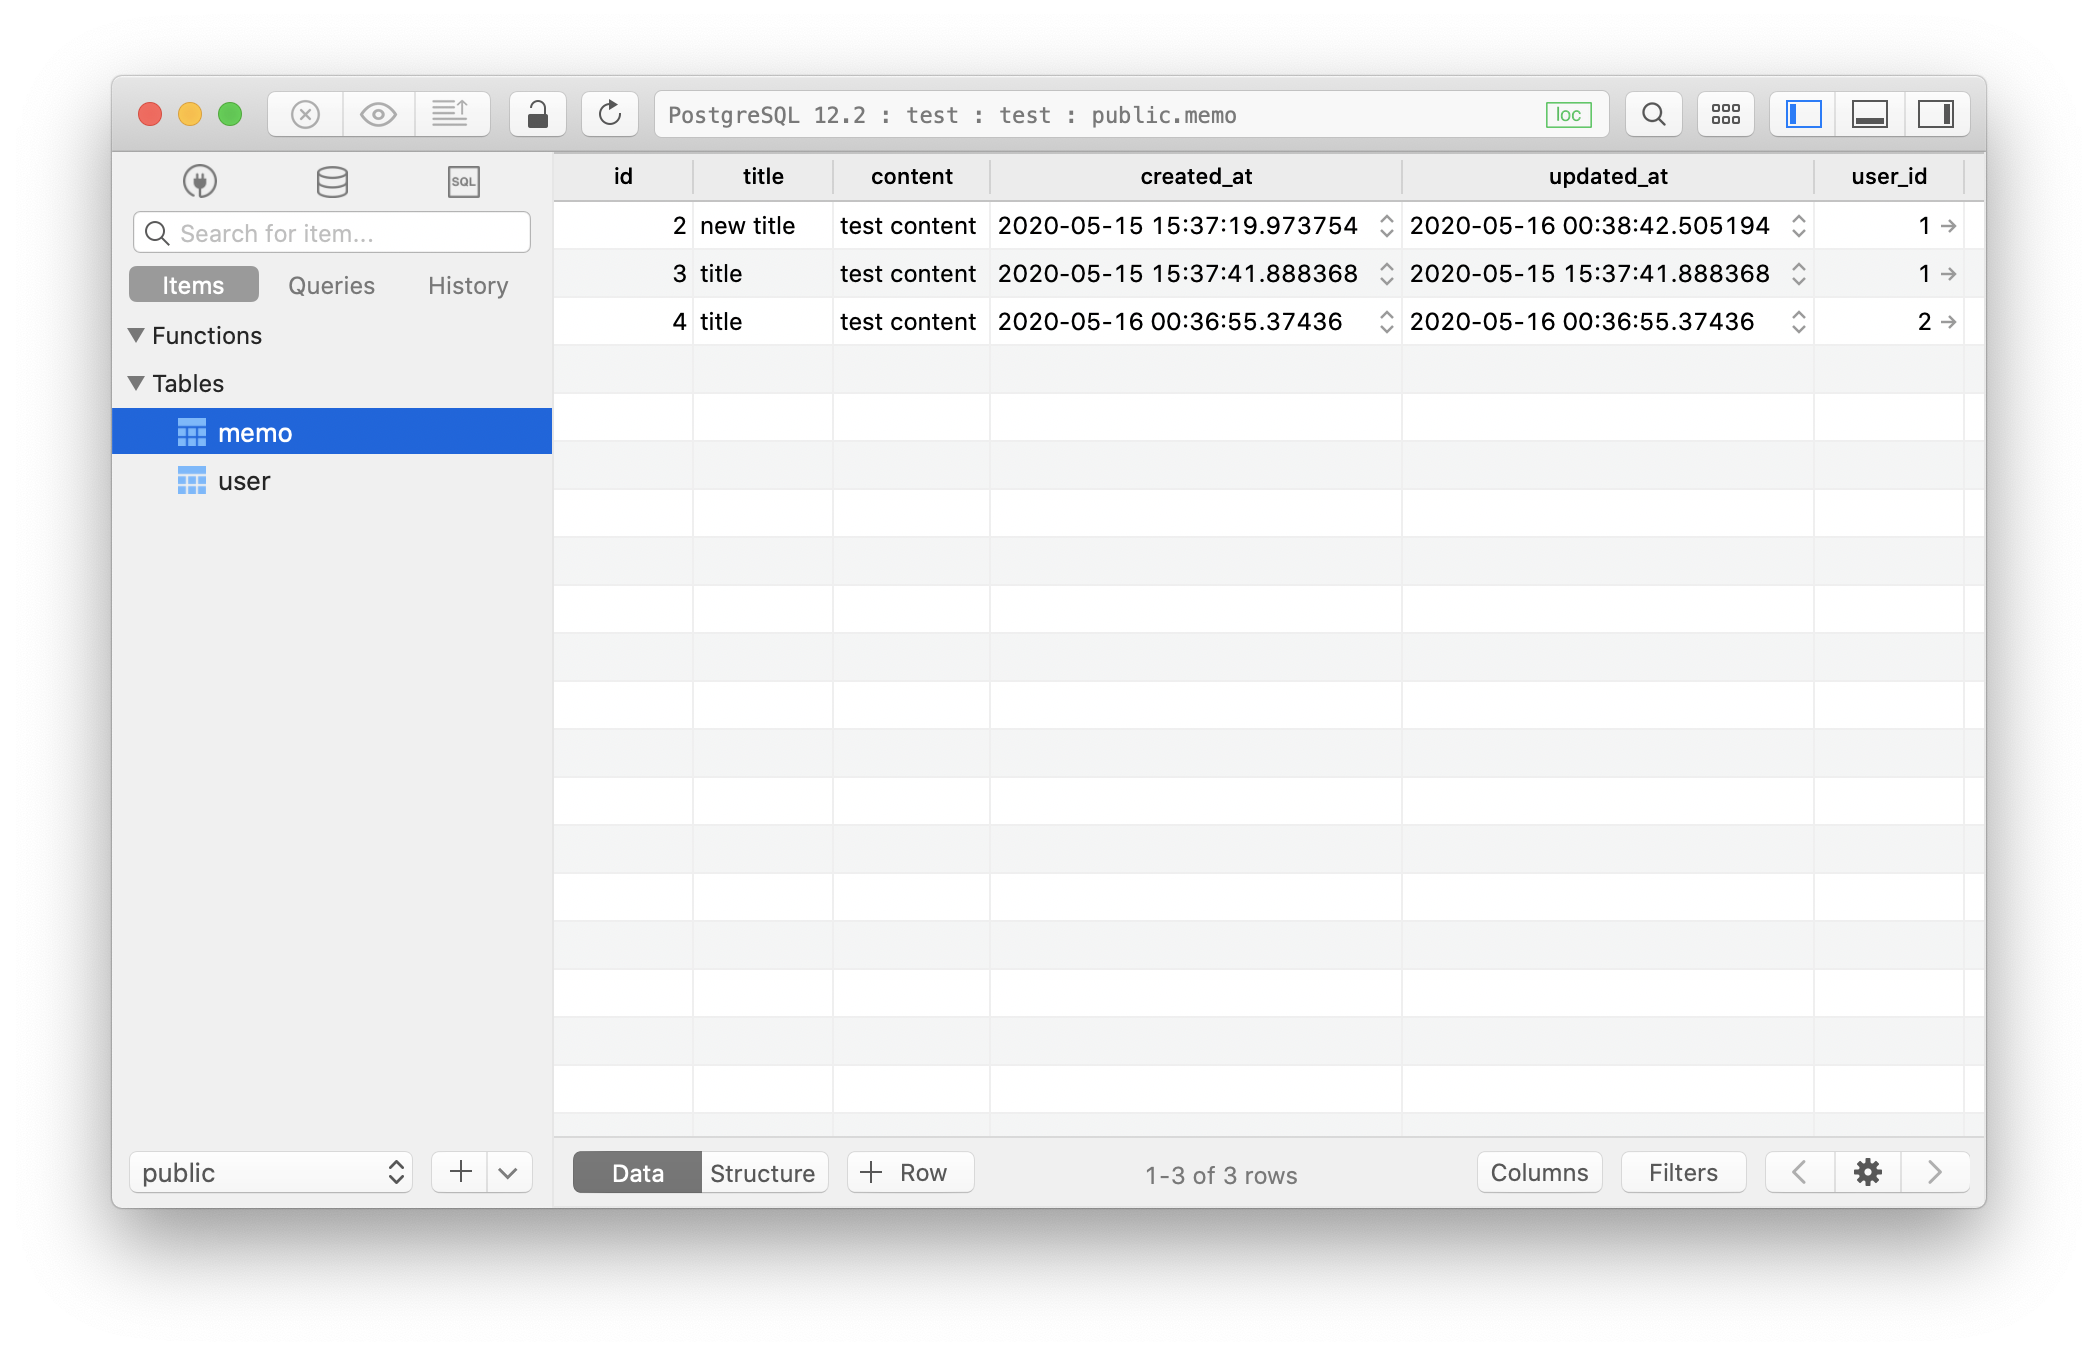 PostgreSQL 12.2 : test : test : public.memo loc
SQL
Search for item...
Items Queries History
Functions
Tables
memo
user
id title content created_at updated_at user_id
2 new title test content 2020-05-15 15:37:19.973754 2020-05-16 00:38:42.505194 1
3 title test content 2020-05-15 15:37:41.888368 2020-05-15 15:37:41.888368 1
4 title test content 2020-05-16 00:36:55.37436 2020-05-16 00:36:55.37436 2
public
Data Structure + Row 1-3 of 3 rows Columns Filters